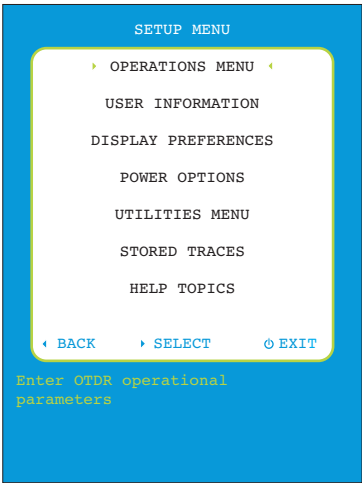 SETUP MENU
OPERATIONS MENU
USER INFORMATION
DISPLAY PREFERENCES
POWER OPTIONS
UTILITIES MENU
STORED TRACES
HELP TOPICS
BACK SELECT EXIT
Enter OTDR operational
parameters